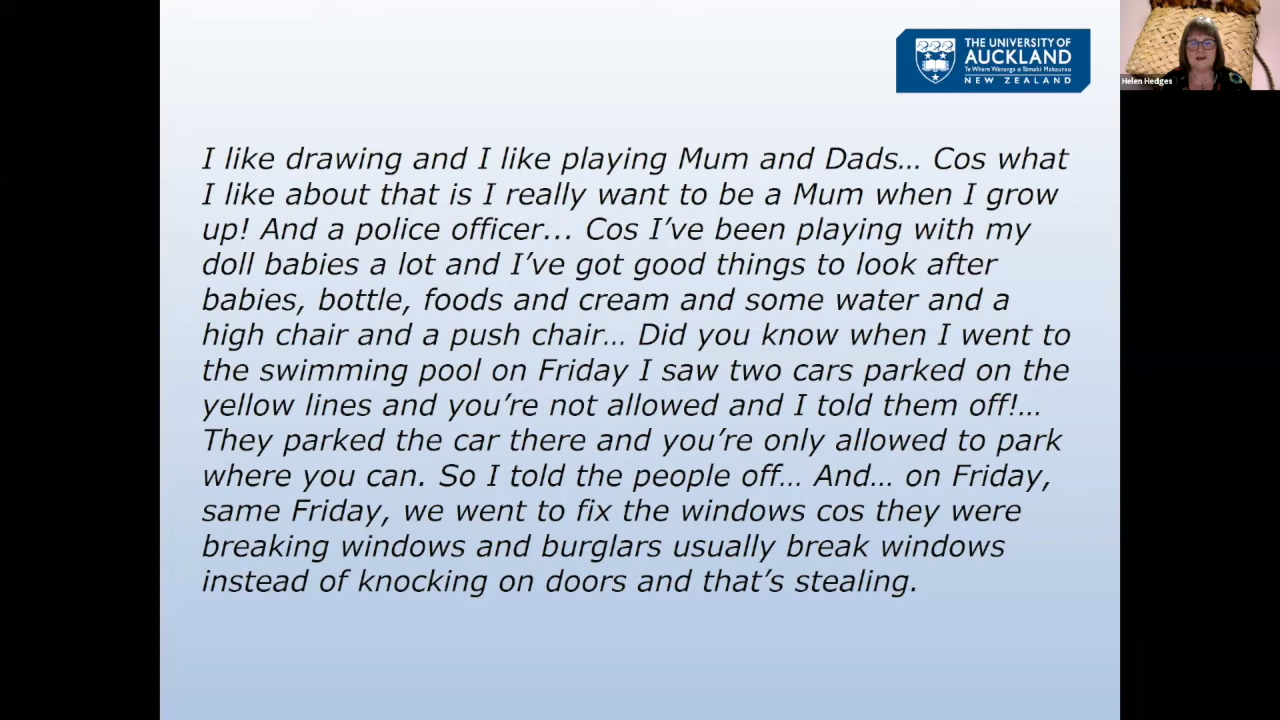 THE UNIVERSITY OF
AUCKLAND
Te Whare Wānanga o Tāmaki Makaurau
NEW ZEALAND
Helen Hedges
I like drawing and I like playing Mum and Dads… Cos what
I like about that is I really want to be a Mum when I grow
up! And a police officer... Cos I’ve been playing with my
doll babies a lot and I’ve got good things to look after
babies, bottle, foods and cream and some water and a
high chair and a push chair… Did you know when I went to
the swimming pool on Friday I saw two cars parked on the
yellow lines and you’re not allowed and I told them off!…
They parked the car there and you’re only allowed to park
where you can. So I told the people off… And… on Friday,
same Friday, we went to fix the windows cos they were
breaking windows and burglars usually break windows
instead of knocking on doors and that’s stealing.